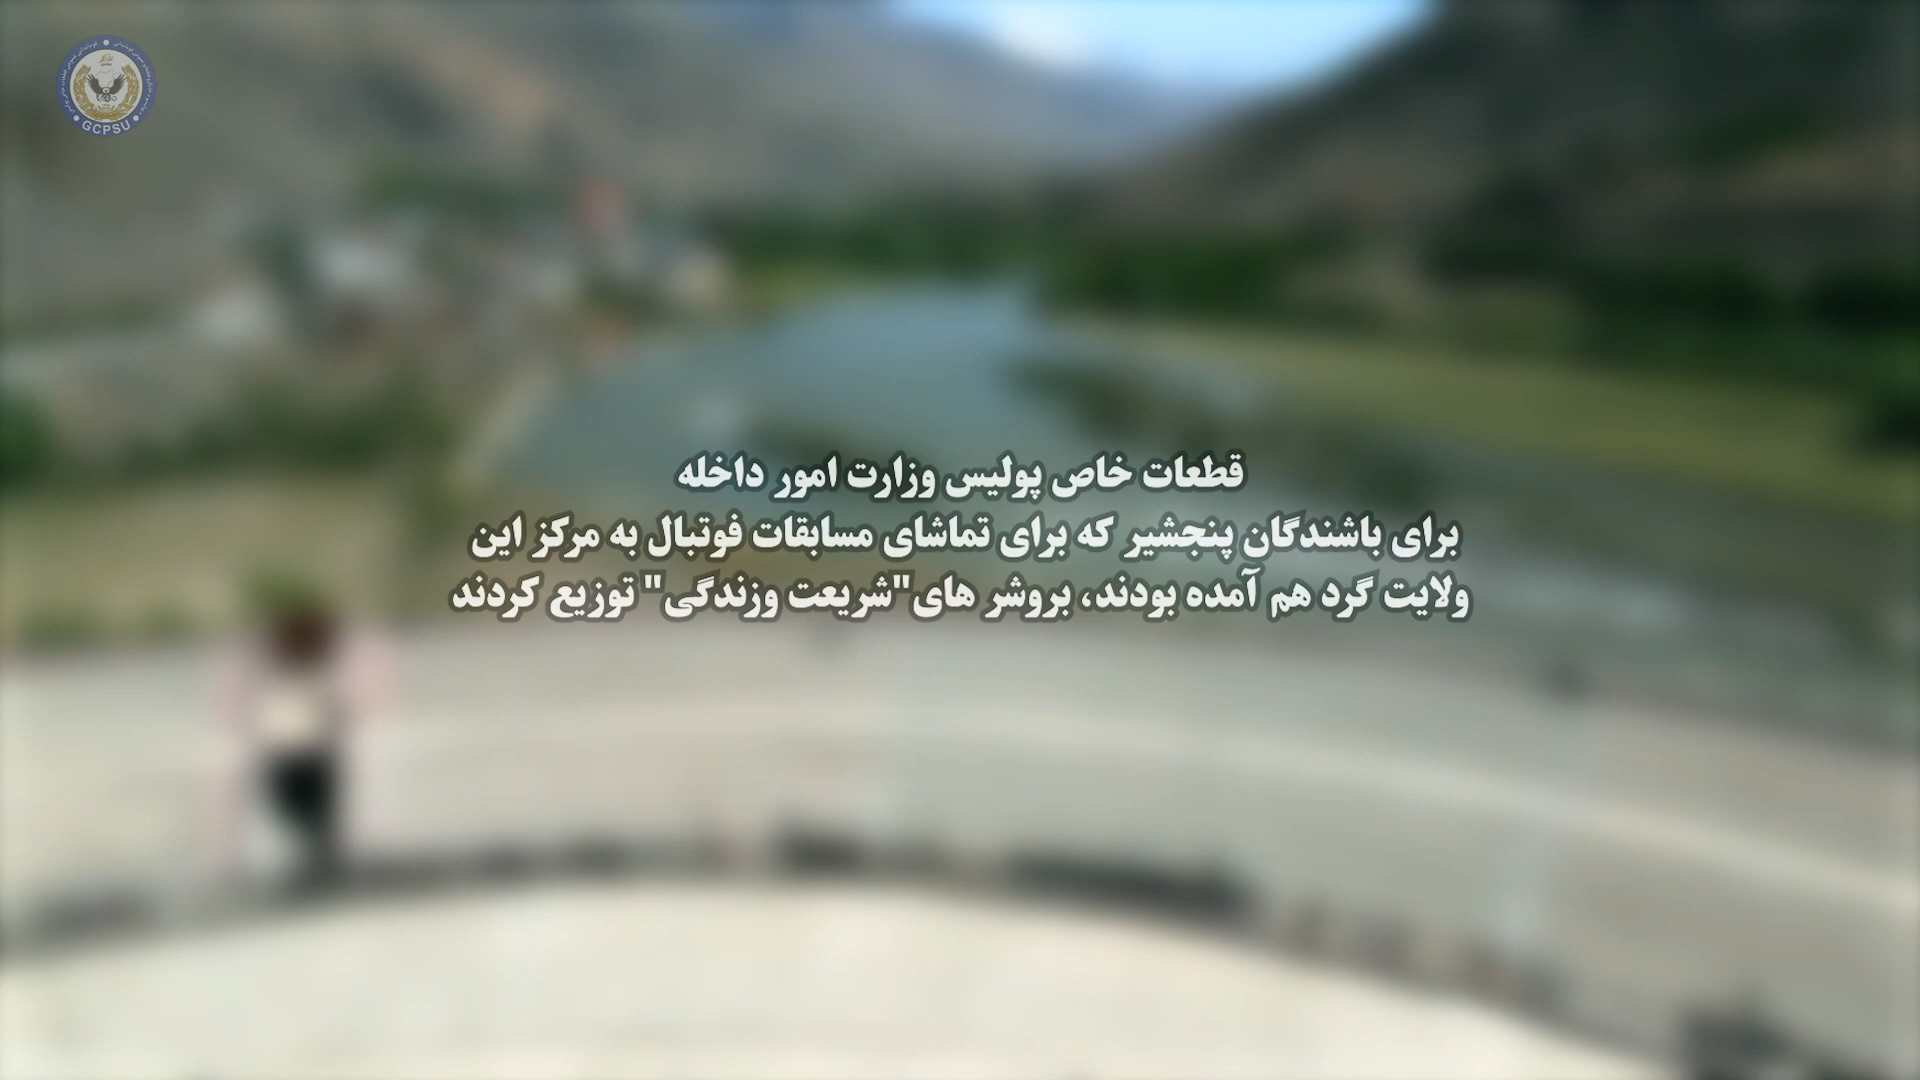 GCPSU
قطعات خاص پولیس وزارت امور داخله
برای باشندگان پنجشیر که برای تماشای مسابقات فوتبال به مرکز این
ولایت گرد هم آمده بودند، بروشر های"شریعت وزندگی" توزیع کردند